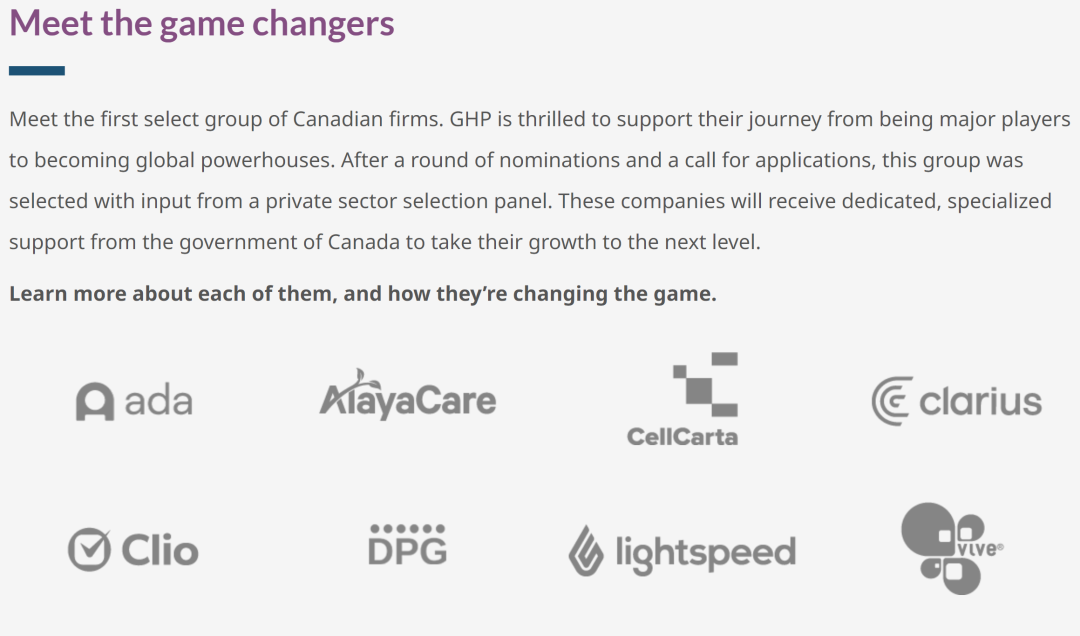 Meet the game changers
Meet the first select group of Canadian firms. GHP is thrilled to support their journey from being major players
to becoming global powerhouses. After a round of nominations and a call for applications, this group was
selected with input from a private sector selection panel. These companies will receive dedicated, specialized
support from the government of Canada to take their growth to the next level.
Learn more about each of them, and how they’re changing the game.
ada
AlayaCare
CellCarta
clarius
Clio
DPG
lightspeed
vive®